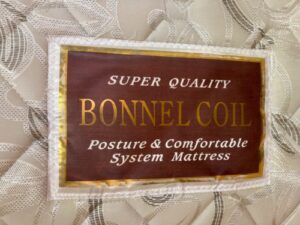 SUPER QUALITY
BONNEL COIL
Posture & Comfortable
System Mattress